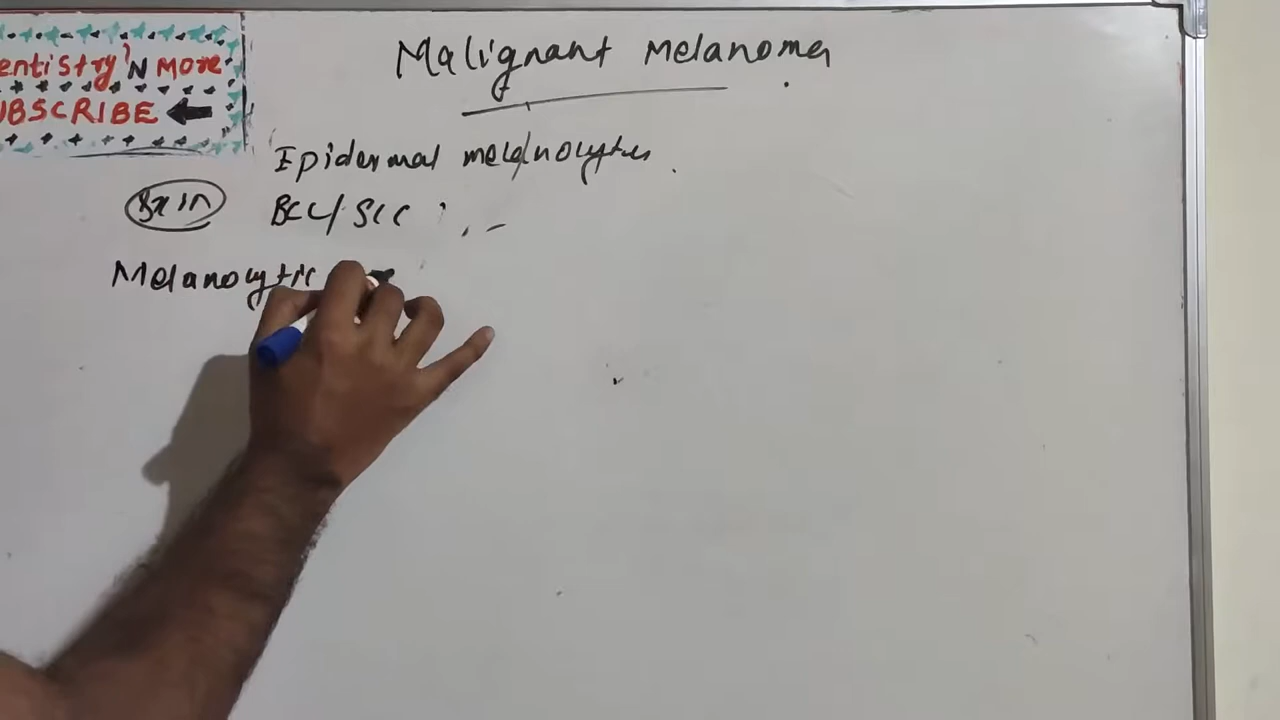 entistry'N MORE
UBSCRIBE
Malignant Melanoma
Epidermal melanocytes.
Skin BCC/SCC
Melanocytic